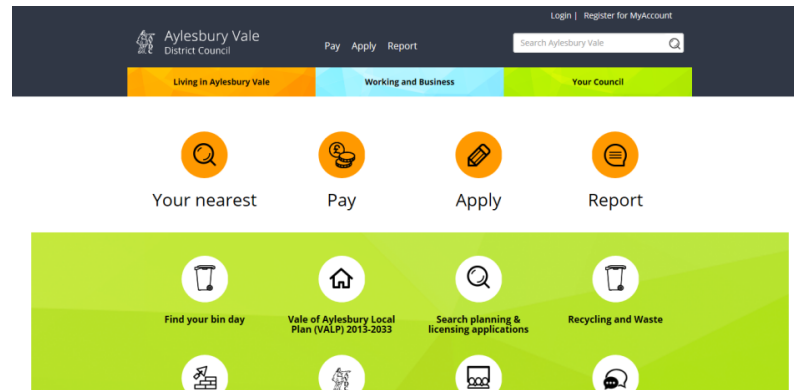 Login | Register for MyAccount
Aylesbury Vale
District Council
Pay Apply Report
Search Aylesbury Vale
Living in Aylesbury Vale
Working and Business
Your Council
Your nearest
Pay
Apply
Report
Find your bin day
Vale of Aylesbury Local
Plan (VALP) 2013-2033
Search planning &
licensing applications
Recycling and Waste